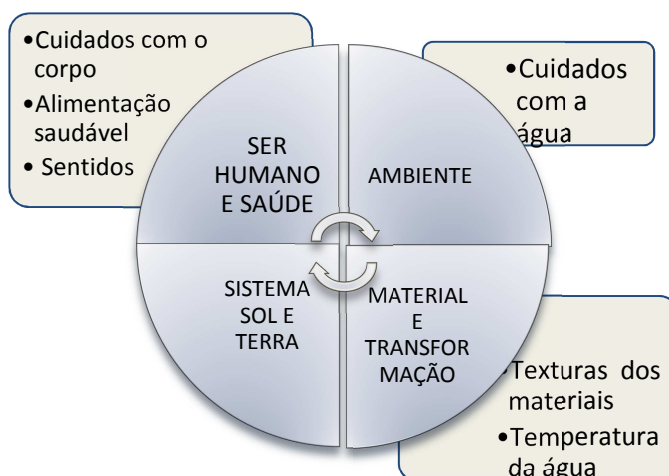 •Cuidados com o
corpo
•Alimentação
saudável
• Sentidos
•Cuidados
com a
água
SER
HUMANO
E SAÚDE
AMBIENTE
SISTEMA
SOL E
TERRA
MATERIAL
E
TRANSFOR
MAÇÃO
•Texturas dos
materiais
•Temperatura
da água